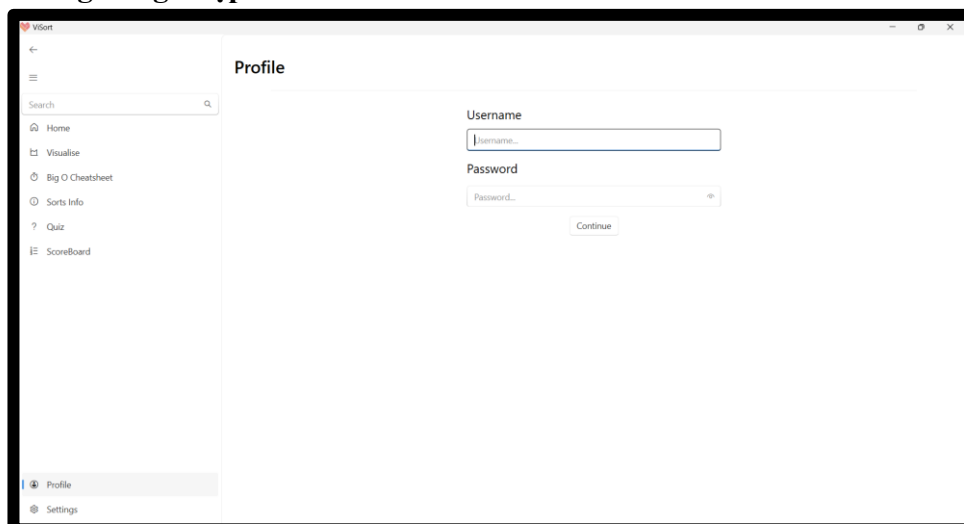 ViSort
Profile
Search
Home
Visualise
Big O Cheatsheet
Sorts Info
Quiz
ScoreBoard
Username
Username...
Password
Password...
Continue
Profile
Settings